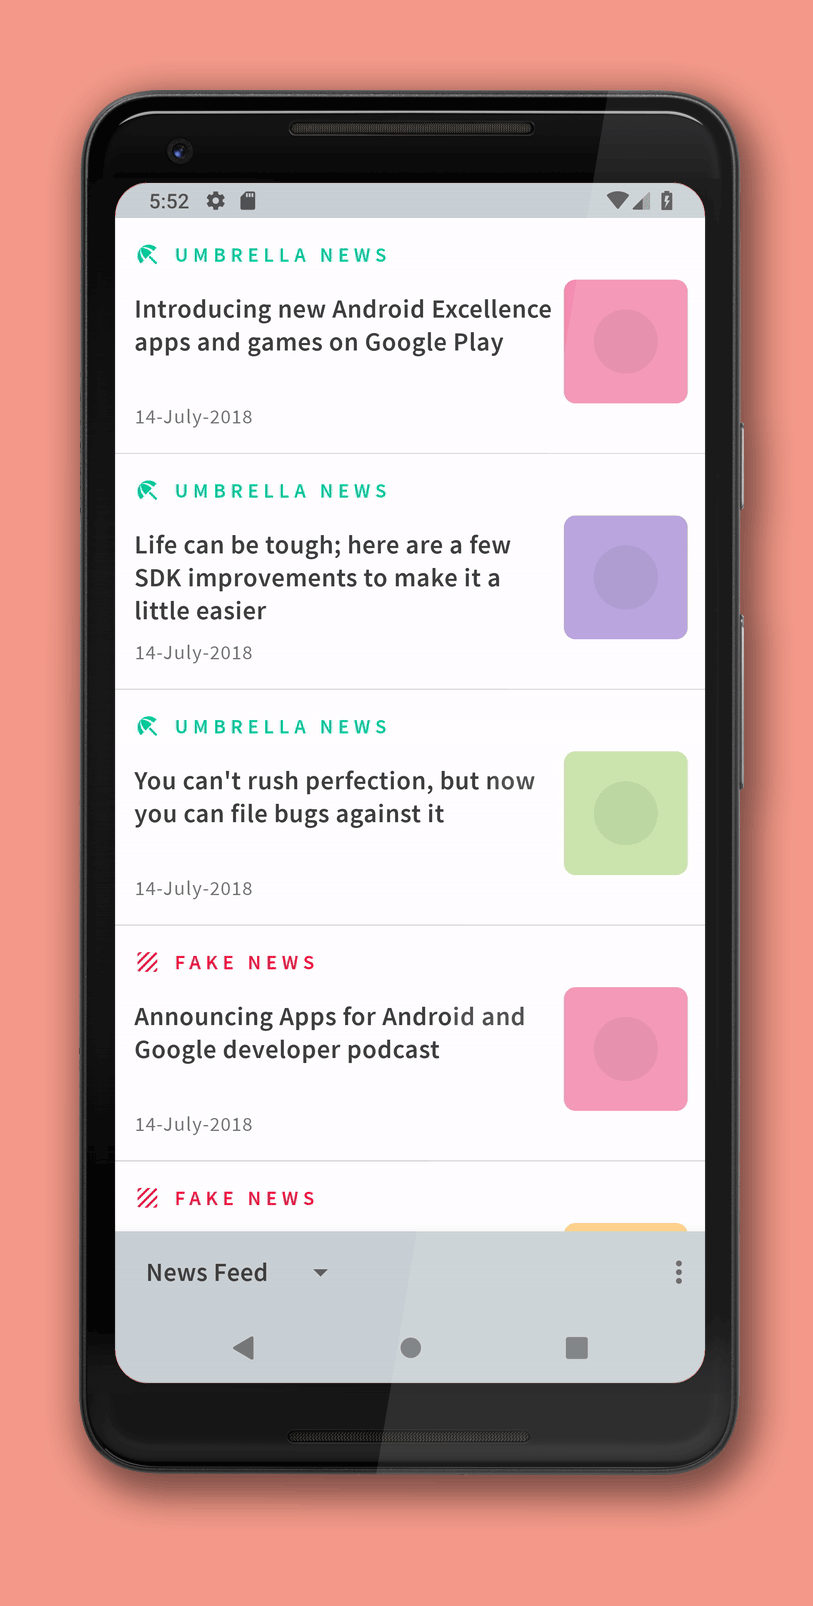 5:52
UMBRELLA NEWS
Introducing new Android Excellence
apps and games on Google Play
14-July-2018
UMBRELLA NEWS
Life can be tough; here are a few
SDK improvements to make it a
little easier
14-July-2018
UMBRELLA NEWS
You can't rush perfection, but now
you can file bugs against it
14-July-2018
FAKE NEWS
Announcing Apps for Android and
Google developer podcast
14-July-2018
FAKE NEWS
News Feed